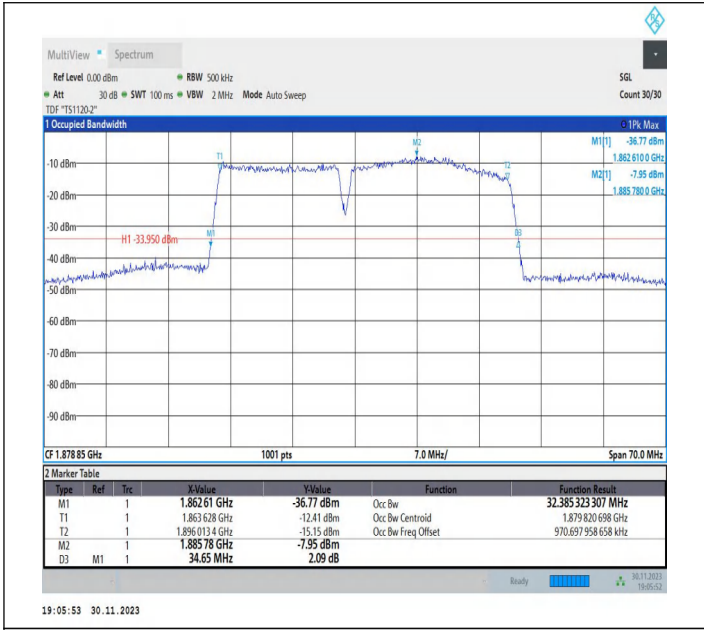 MultiView Spectrum
Ref Level 0.00 dBm RBW 500 kHz SGL
Att 30 dB SWT 100 ms VBW 2 MHz Mode Auto Sweep Count 30/30
TDF "TS1120-2"
1 Occupied Bandwidth 1Pk Max
M1[1] -36.77 dBm
1.862 610 0 GHz
M2[1] -7.95 dBm
1.885 780 0 GHz
M2
T1
T2
-10 dBm
-20 dBm
-30 dBm
M1
D3
H1 -33.950 dBm
-40 dBm
-50 dBm
-60 dBm
-70 dBm
-80 dBm
-90 dBm
CF 1.878 85 GHz 1001 pts 7.0 MHz/ Span 70.0 MHz
2 Marker Table
Type Ref Trc X-Value Y-Value Function Function Result
M1 1 1.862 61 GHz -36.77 dBm Occ Bw 32.385 323 307 MHz
T1 1 1.863 628 GHz -12.41 dBm Occ Bw Centroid 1.879 820 698 GHz
T2 1 1.896 013 4 GHz -15.15 dBm Occ Bw Freq Offset 970.697 958 658 kHz
M2 1 1.885 78 GHz -7.95 dBm
D3 M1 1 34.65 MHz 2.09 dB
Ready 30.11.2023
19:05:52
19:05:53 30.11.2023